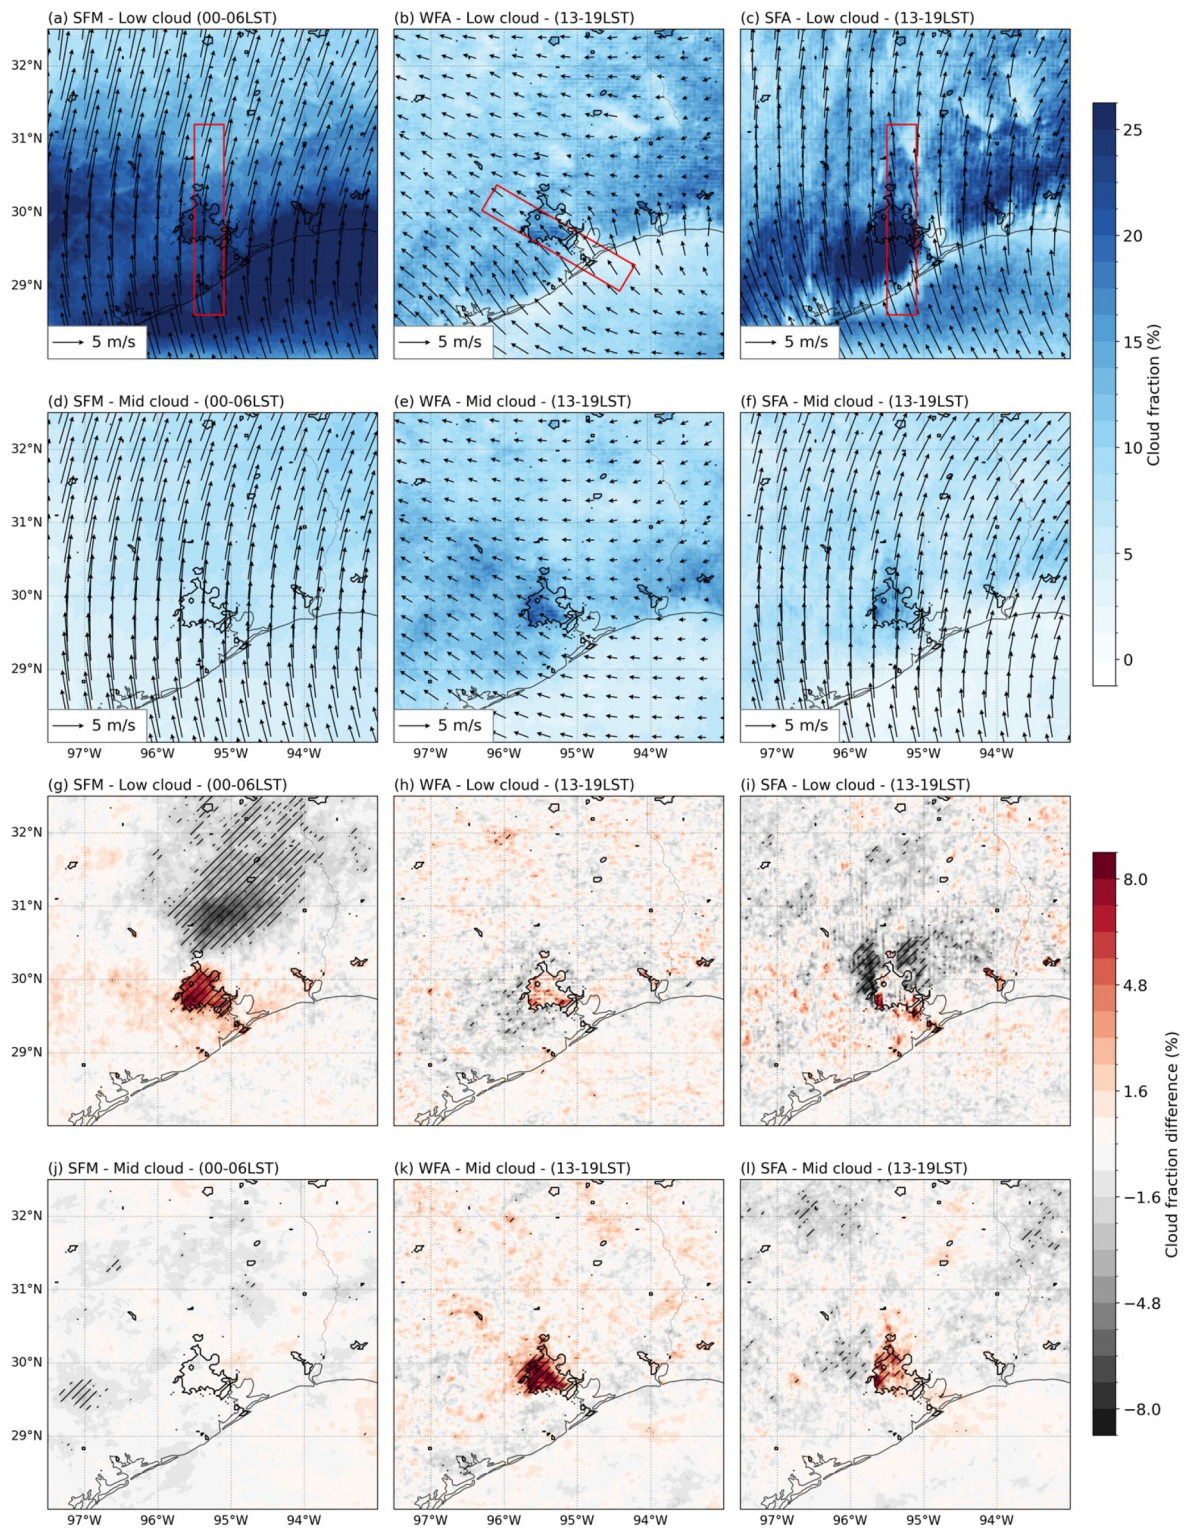 (a) SFM - Low cloud (00-06LST)
(b) WFA - Low cloud - (13-19LST)
(c) SFA - Low cloud - (13-19LST)
32°N
31°N
30°N
29°N
5 m/s
5 m/s
5 m/s
(d) SFM - Mid cloud - (00-06LST)
(e) WFA - Mid cloud - (13-19LST)
(f) SFA - Mid cloud - (13-19LST)
32°N
31°N
30°N
29°N
5 m/s
5 m/s
5 m/s
97°W 96°W 95°W 94°W
97°W 96°W 95°W 94°W
97°W 96°W 95°W 94°W
25
20
15
10
5
0
Cloud fraction (%)
(g) SFM - Low cloud - (00-06LST)
(h) WFA - Low cloud - (13-19LST)
(i) SFA - Low cloud - (13-19LST)
32°N
31°N
30°N
29°N
(j) SFM - Mid cloud - (00-06LST)
(k) WFA - Mid cloud - (13-19LST)
(l) SFA - Mid cloud - (13-19LST)
32°N
31°N
30°N
29°N
97°W 96°W 95°W 94°W
97°W 96°W 95°W 94°W
97°W 96°W 95°W 94°W
8.0
4.8
1.6
−1.6
−4.8
−8.0
Cloud fraction difference (%)